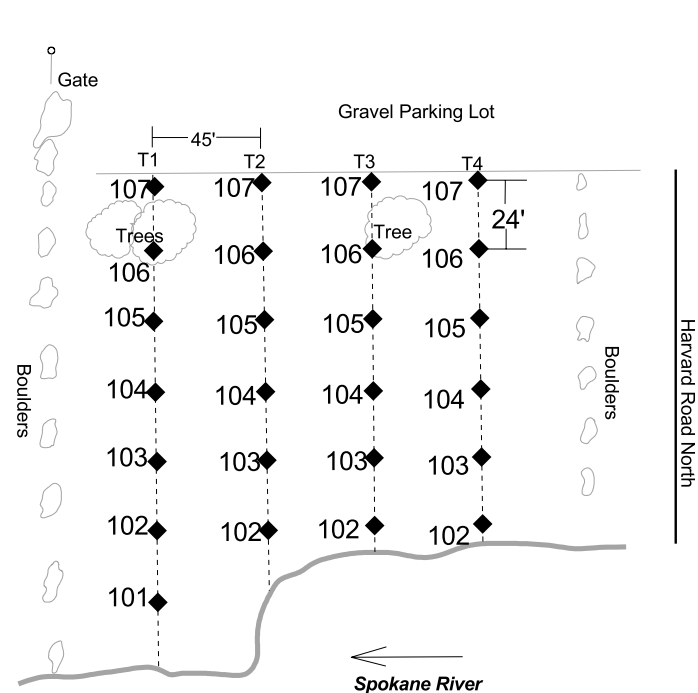 Gate
Gravel Parking Lot
45'
T1 T2 T3 T4
107 107 107 107
24'
Trees Tree
106 106 106 106
105 105 105 105
104 104 104 104
103 103 103 103
102 102 102 102
101
Boulders
Boulders
Harvard Road North
Spokane River